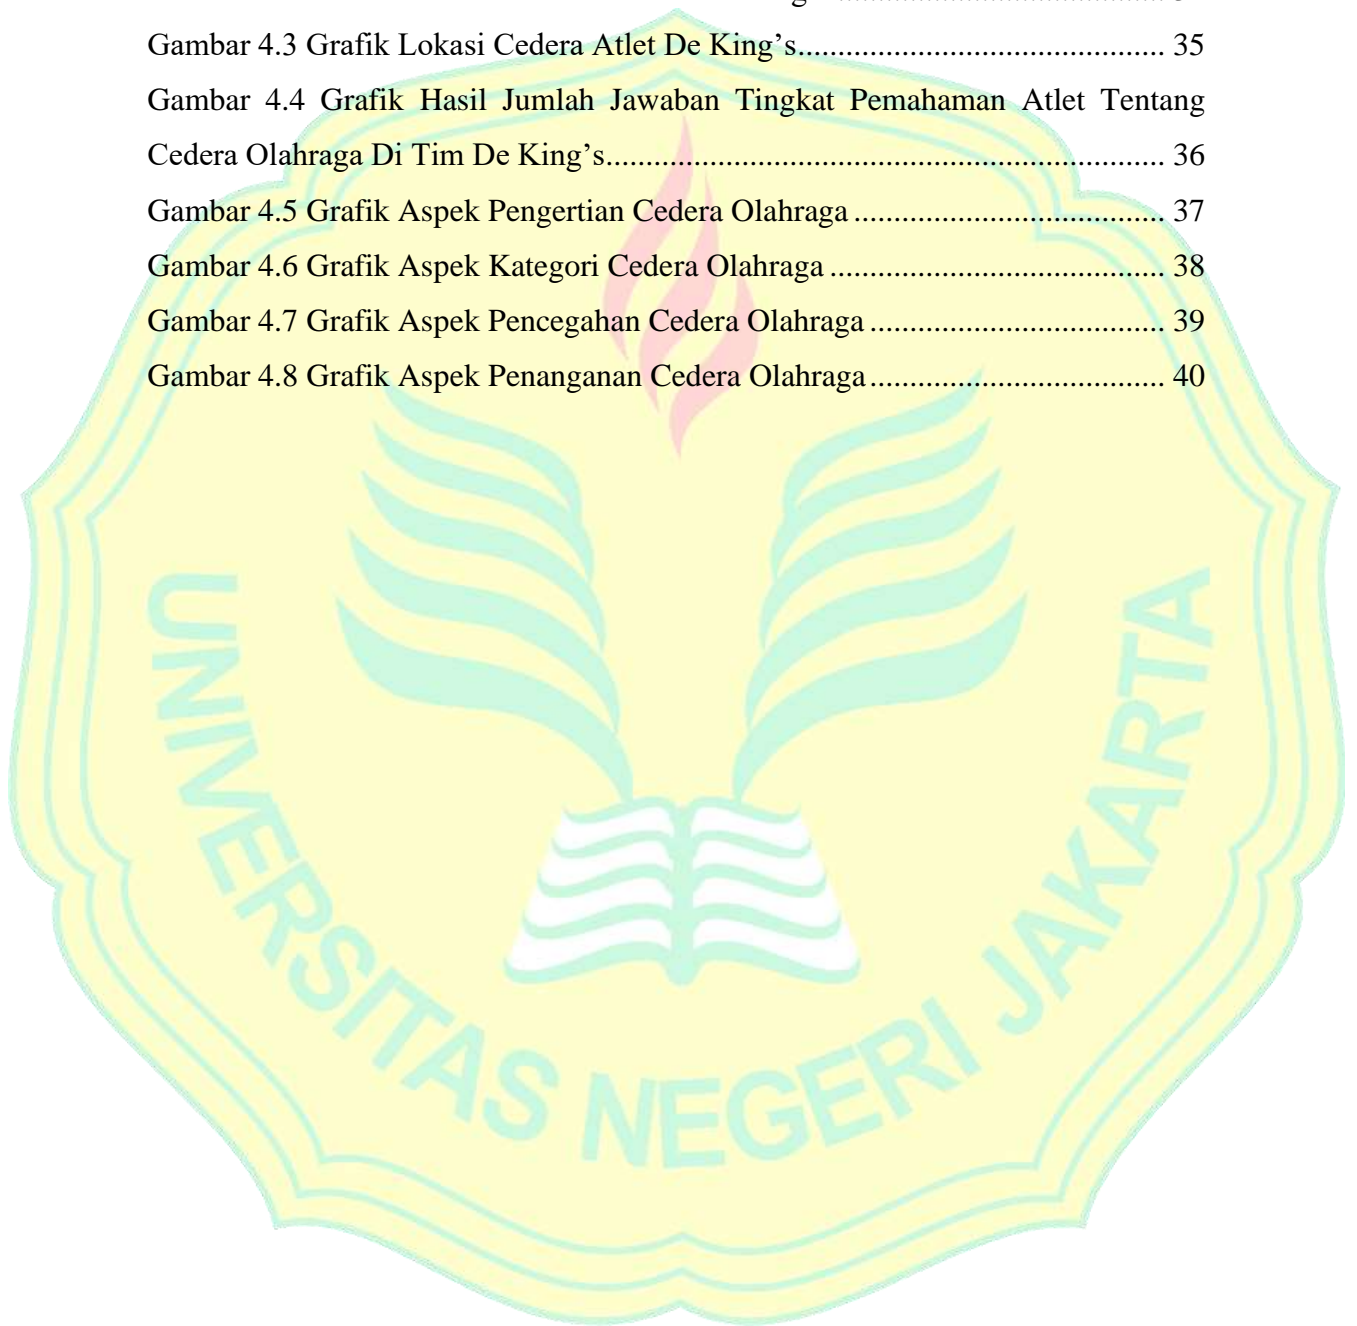 Gambar 4.3 Grafik Lokasi Cedera Atlet De King’s............................................. 35
Gambar 4.4 Grafik Hasil Jumlah Jawaban Tingkat Pemahaman Atlet Tentang
Cedera Olahraga Di Tim De King’s..................................................................... 36
Gambar 4.5 Grafik Aspek Pengertian Cedera Olahraga ...................................... 37
Gambar 4.6 Grafik Aspek Kategori Cedera Olahraga ......................................... 38
Gambar 4.7 Grafik Aspek Pencegahan Cedera Olahraga .................................... 39
Gambar 4.8 Grafik Aspek Penanganan Cedera Olahraga .................................... 40
UNIVERSITAS NEGERI JAKARTA